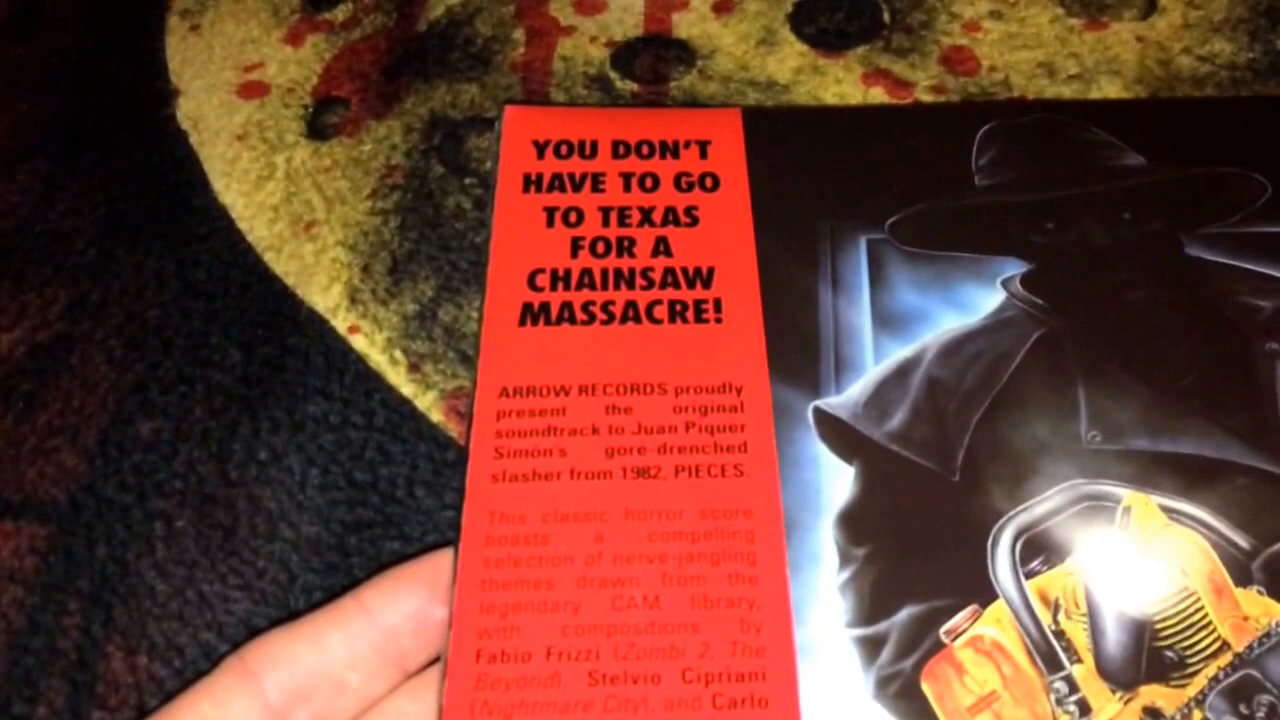 YOU DON'T
HAVE TO GO
TO TEXAS
FOR A
CHAINSAW
MASSACRE!
ARROW RECORDS proudly
present the original
soundtrack to Juan Piquer
Simon's gore-drenched
slasher from 1982, PIECES.
This classic horror score
boasts a compelling
selection of nerve-jangling
themes drawn from the
legendary CAM library,
with compositions by
Fabio Frizzi (Zombi 2, The
Beyond), Stelvio Cipriani
(Nightmare City), and Carlo